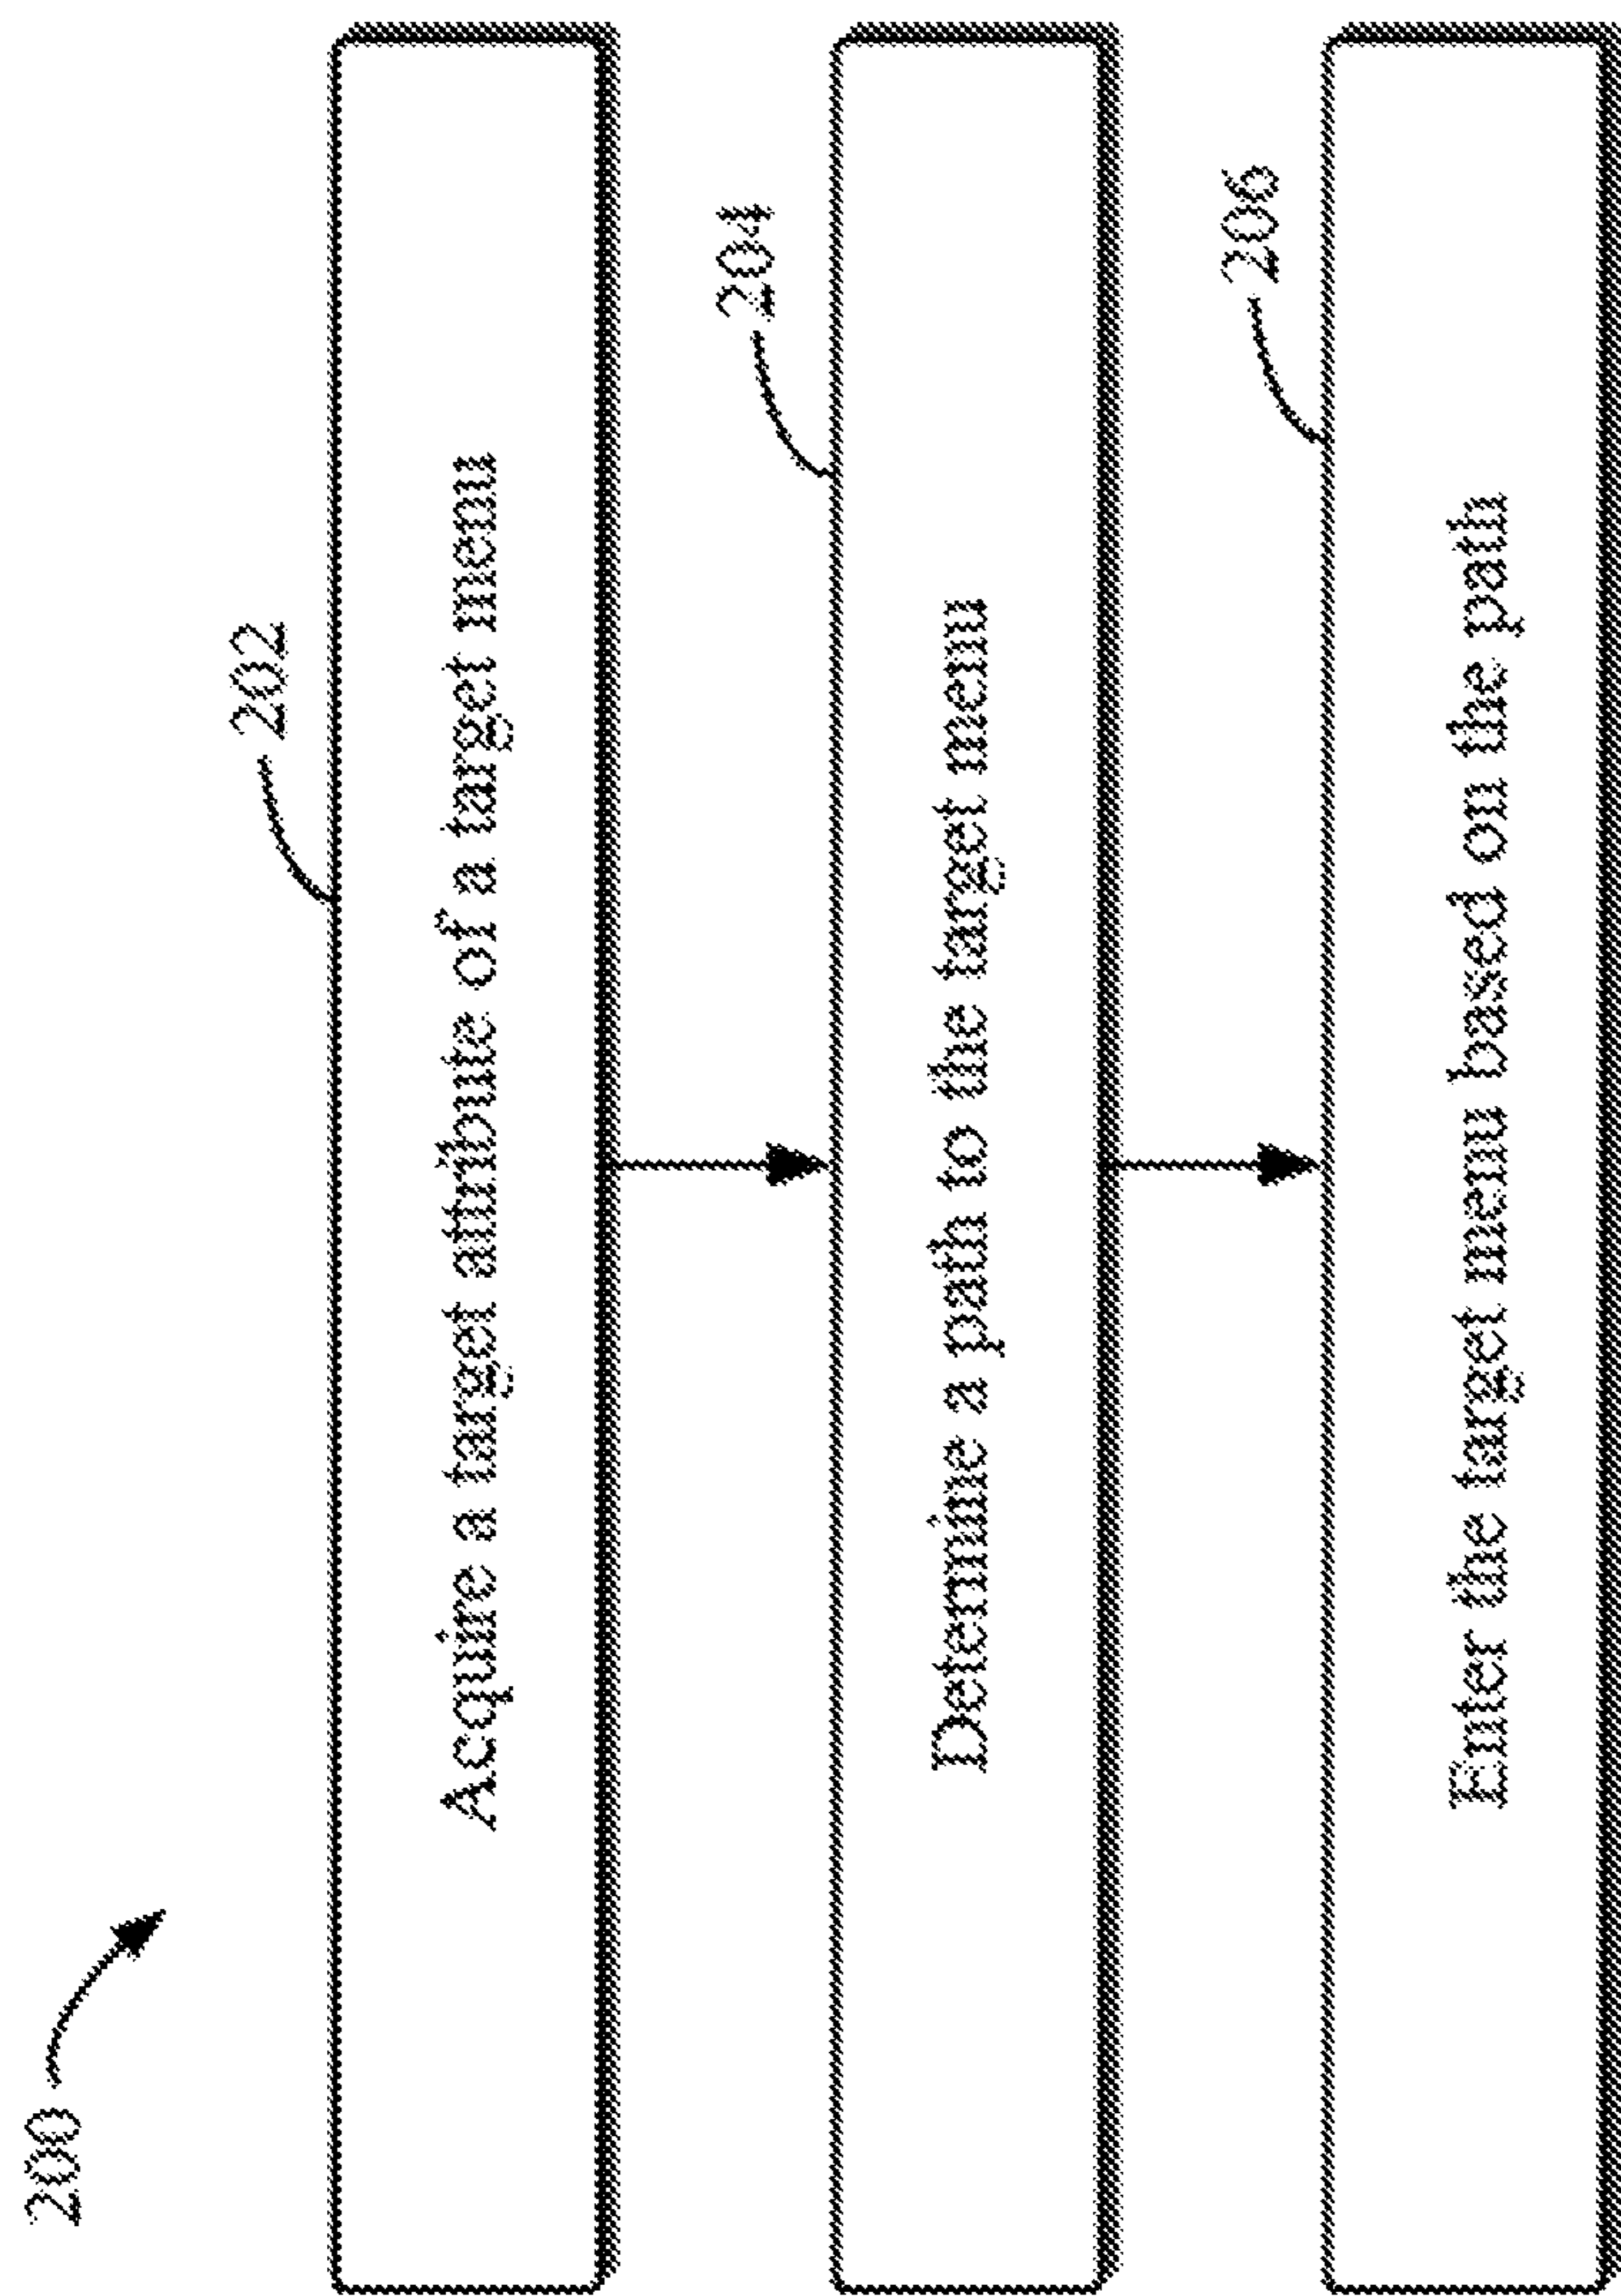 200
202
Acquire a target attribute of a target menu
204
Determine a path to the target menu
206
Enter the target menu based on the path